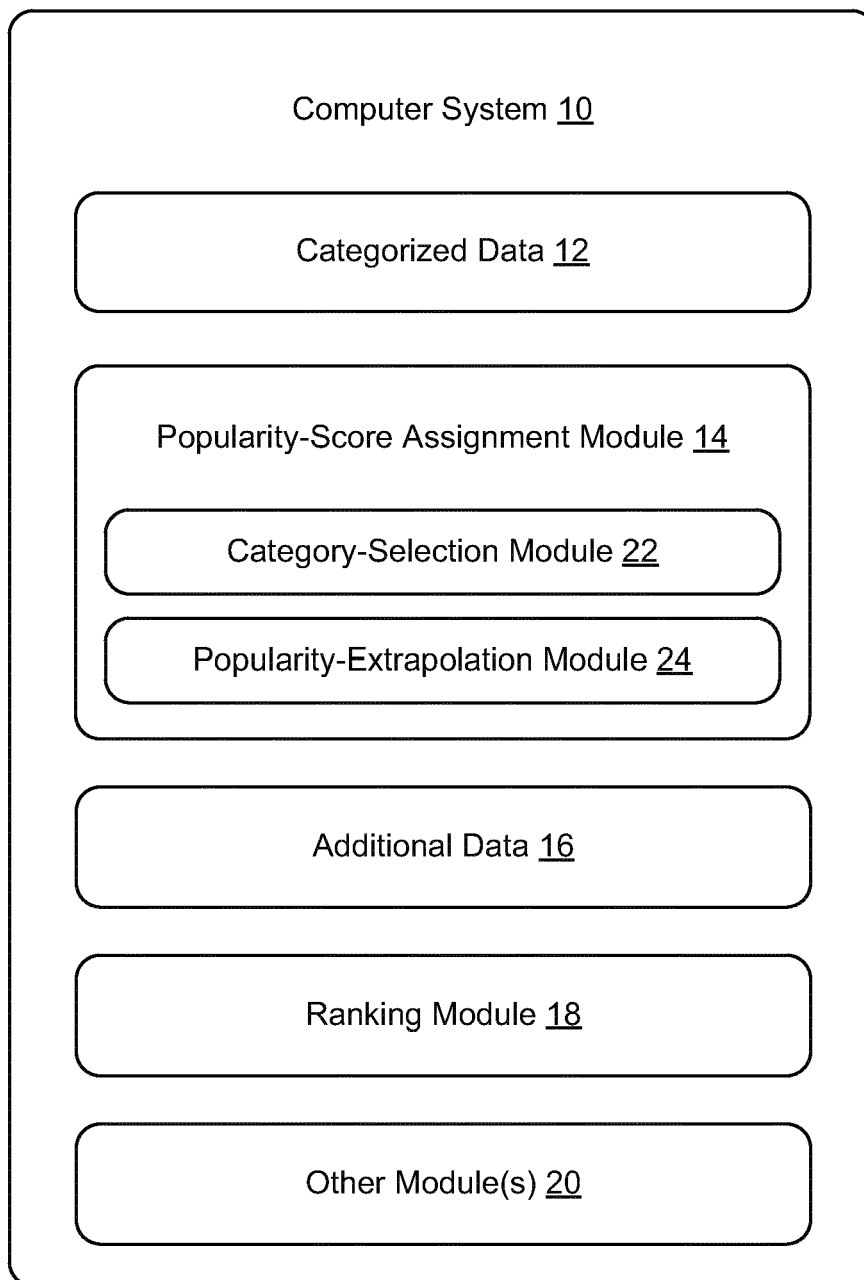 Computer System 10
Categorized Data 12
Popularity-Score Assignment Module 14
Category-Selection Module 22
Popularity-Extrapolation Module 24
Additional Data 16
Ranking Module 18
Other Module(s) 20